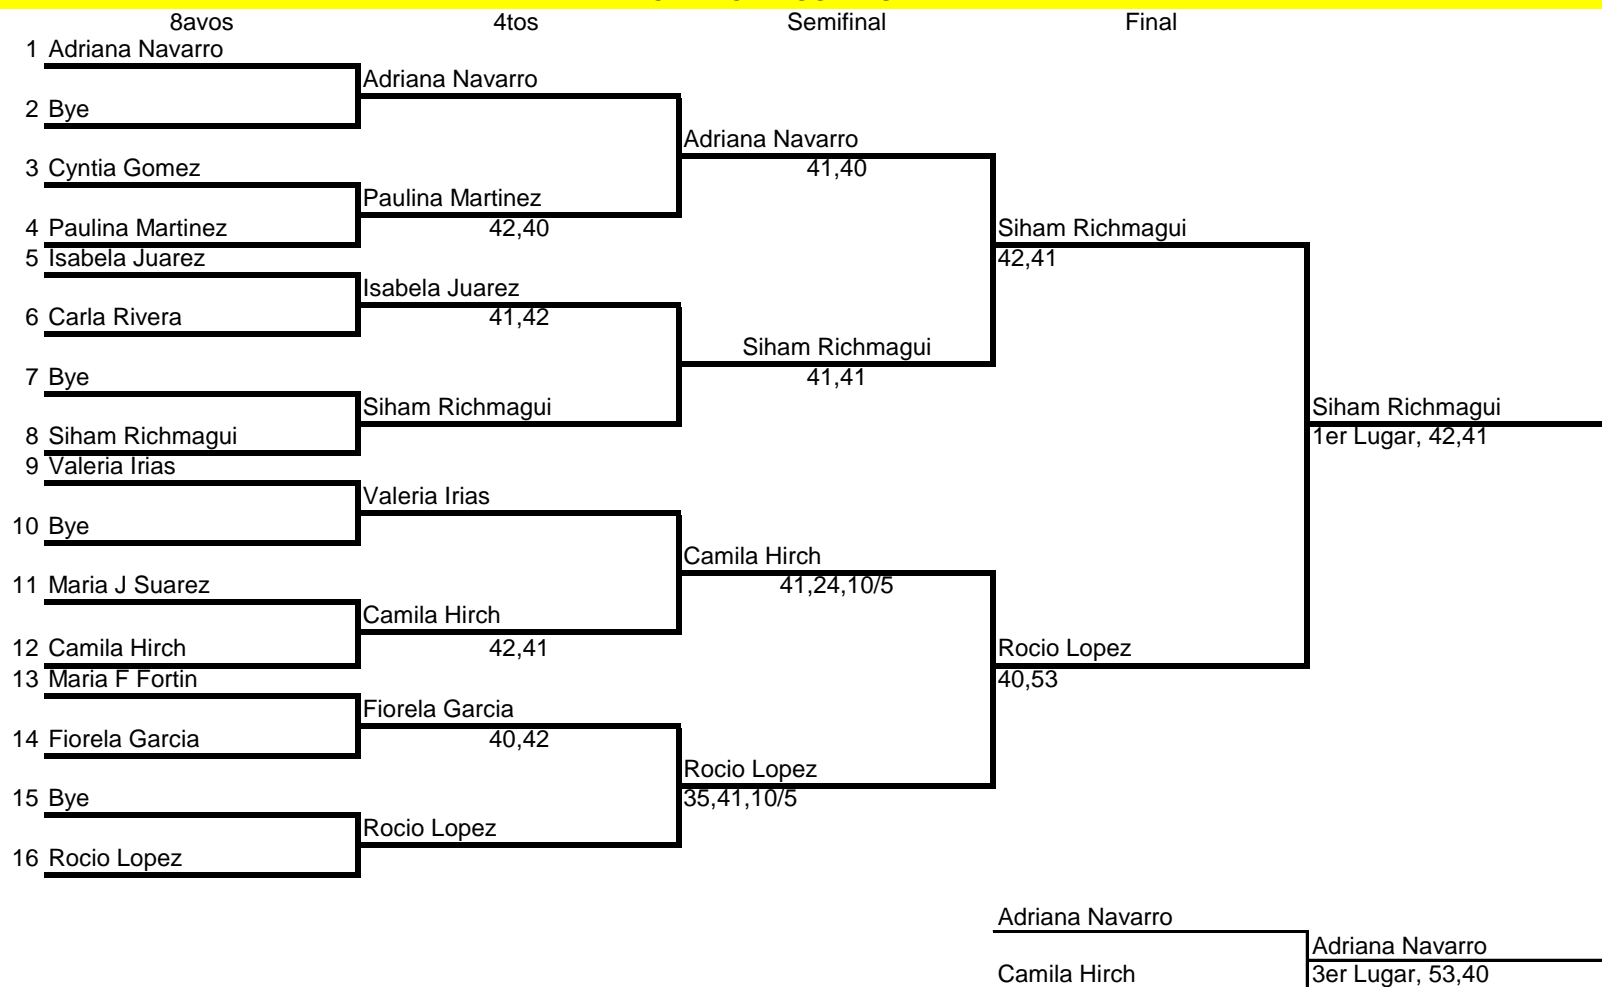 8avos 4tos Semifinal Final
1 Adriana Navarro
Adriana Navarro
2 Bye
Adriana Navarro
41,40
3 Cyntia Gomez
Paulina Martinez
42,40
4 Paulina Martinez
Siham Richmagui
42,41
5 Isabela Juarez
Isabela Juarez
41,42
6 Carla Rivera
Siham Richmagui
41,41
7 Bye
Siham Richmagui
Siham Richmagui
1er Lugar, 42,41
8 Siham Richmagui
9 Valeria Irias
Valeria Irias
10 Bye
Camila Hirch
41,24,10/5
11 Maria J Suarez
Camila Hirch
42,41
12 Camila Hirch
Rocio Lopez
40,53
13 Maria F Fortin
Fiorela Garcia
40,42
14 Fiorela Garcia
Rocio Lopez
35,41,10/5
15 Bye
Rocio Lopez
16 Rocio Lopez
Adriana Navarro
Adriana Navarro
Camila Hirch
3er Lugar, 53,40